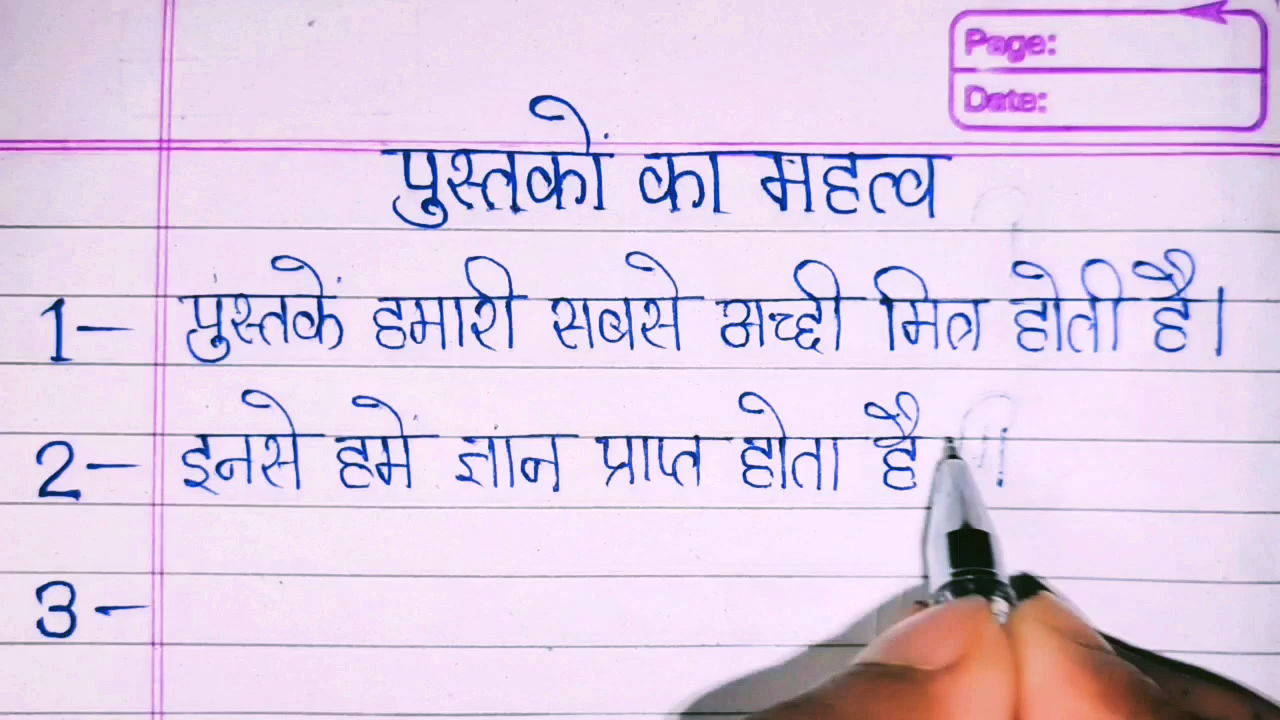 Page:
Date:
पुस्तकों का महत्व
1- पुस्तकें हमारी सबसे अच्छी मित्र होती है।
2- इनसे हमें ज्ञान प्राप्त होता है
3-